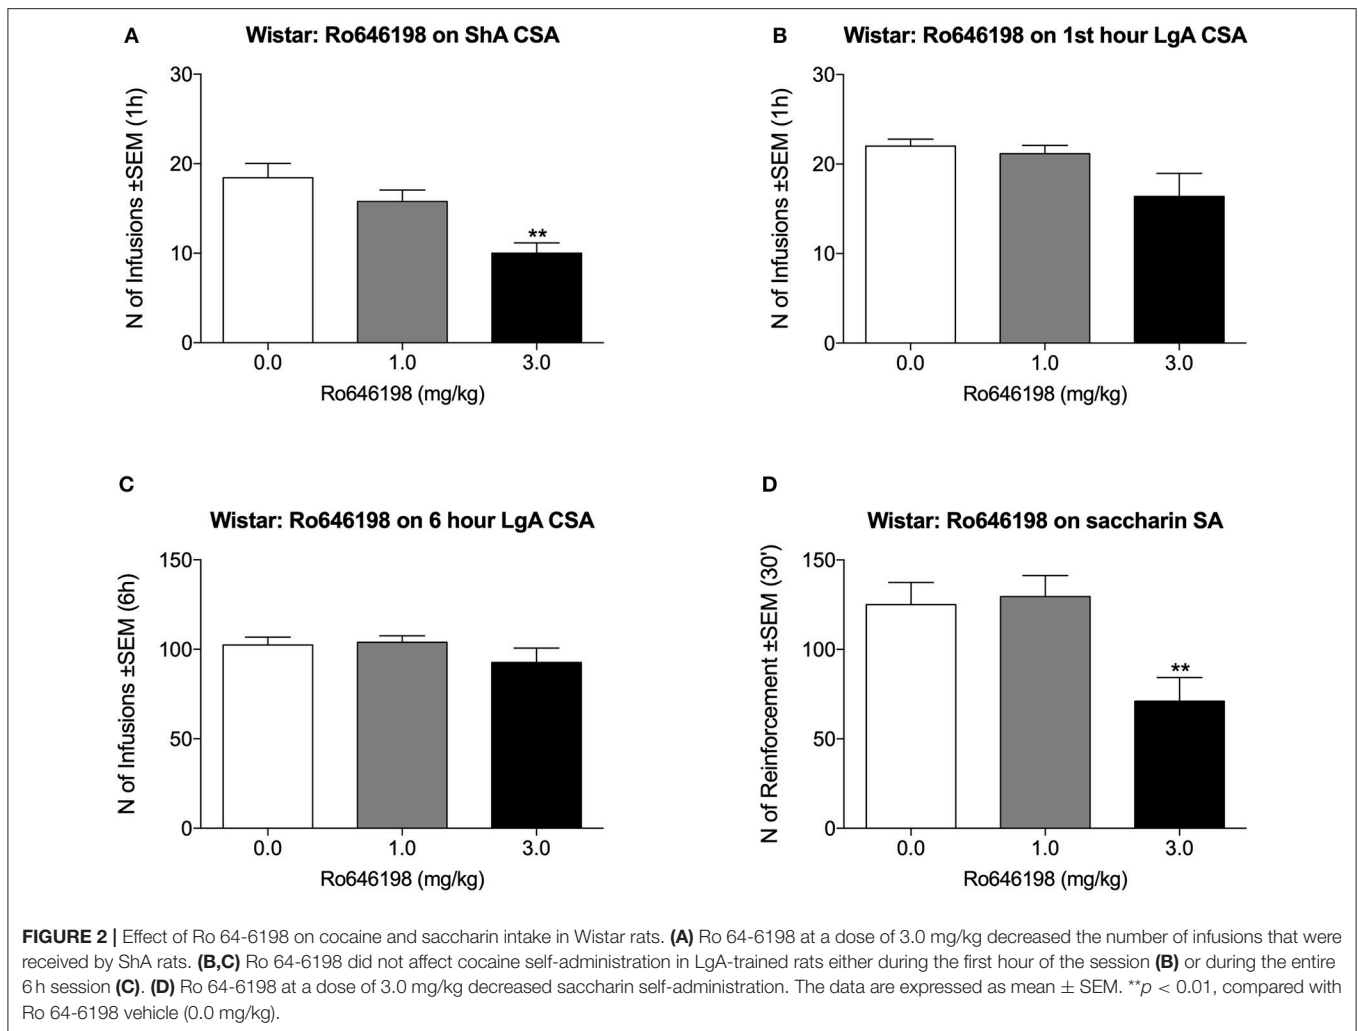 A
Wistar: Ro646198 on ShA CSA
N of Infusions ±SEM (1h)
30
20
10
0
**
0.0 1.0 3.0
Ro646198 (mg/kg)
B
Wistar: Ro646198 on 1st hour LgA CSA
N of Infusions ±SEM (1h)
30
20
10
0
0.0 1.0 3.0
Ro646198 (mg/kg)
C
Wistar: Ro646198 on 6 hour LgA CSA
N of Infusions ±SEM (6h)
150
100
50
0
0.0 1.0 3.0
Ro646198 (mg/kg)
D
Wistar: Ro646198 on saccharin SA
N of Reinforcement ±SEM (30')
150
100
50
0
**
0.0 1.0 3.0
Ro646198 (mg/kg)
FIGURE 2 | Effect of Ro 64-6198 on cocaine and saccharin intake in Wistar rats. (A) Ro 64-6198 at a dose of 3.0 mg/kg decreased the number of infusions that were
received by ShA rats. (B,C) Ro 64-6198 did not affect cocaine self-administration in LgA-trained rats either during the first hour of the session (B) or during the entire
6 h session (C). (D) Ro 64-6198 at a dose of 3.0 mg/kg decreased saccharin self-administration. The data are expressed as mean ± SEM. **p < 0.01, compared with
Ro 64-6198 vehicle (0.0 mg/kg).